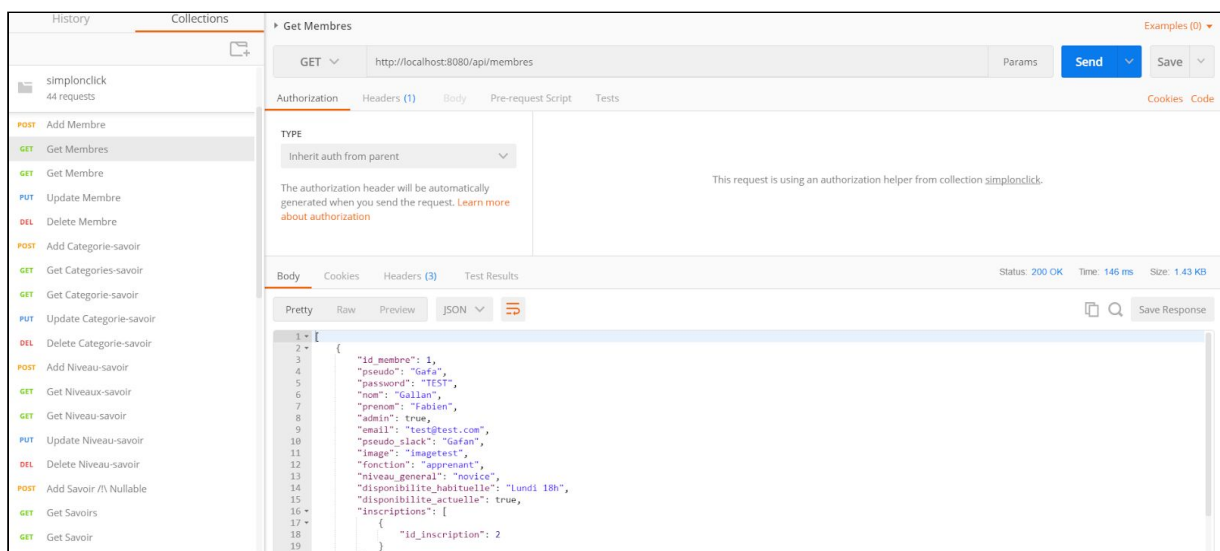 History
Collections
simplonclick
44 requests
POST Add Membre
GET Get Membres
GET Get Membre
PUT Update Membre
DEL Delete Membre
POST Add Categorie-savoir
GET Get Categories-savoir
GET Get Categorie-savoir
PUT Update Categorie-savoir
DEL Delete Categorie-savoir
POST Add Niveau-savoir
GET Get Niveaux-savoir
GET Get Niveau-savoir
PUT Update Niveau-savoir
DEL Delete Niveau-savoir
POST Add Savoir /!\ Nullable
GET Get Savoirs
GET Get Savoir
Get Membres
Examples (0)
GET
http://localhost:8080/api/membres
Params
Send
Save
Authorization
Headers (1)
Body
Pre-request Script
Tests
Cookies
Code
TYPE
Inherit auth from parent
The authorization header will be automatically
generated when you send the request. Learn more
about authorization
This request is using an authorization helper from collection simplonclick.
Body
Cookies
Headers (3)
Test Results
Status: 200 OK
Time: 146 ms
Size: 1.43 KB
Pretty
Raw
Preview
JSON
Save Response
1 [
2 {
3 "id_membre": 1,
4 "pseudo": "Gafa",
5 "password": "TEST",
6 "nom": "Gallan",
7 "prenom": "Fabien",
8 "admin": true,
9 "email": "test@test.com",
10 "pseudo_slack": "Gafan",
11 "image": "imagetest",
12 "fonction": "apprenant",
13 "niveau_general": "novice",
14 "disponibilite_habituelle": "Lundi 18h",
15 "disponibilite_actuelle": true,
16 "inscriptions": [
17 {
18 "id_inscription": 2
19 }